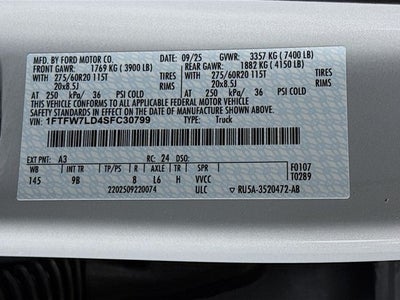 MFD. BY FORD MOTOR CO. 09/25 GVWR: 3357 KG ( 7400 LB)
FRONT GAWR: 1769 KG ( 3900 LB) REAR GAWR: 1882 KG ( 4150 LB)
275/60R20 115T TIRES 275/60R20 115T TIRES
20x8.5J RIMS 20x8.5J RIMS
AT 250 kPa/ 36 PSI COLD AT 250 kPa/ 36 PSI COLD
THIS VEHICLE CONFORMS TO ALL APPLICABLE FEDERAL MOTOR VEHICLE
SAFETY STANDARDS IN EFFECT ON THE DATE OF MANUFACTURE SHOWN ABOVE.
VIN: 1FTFW7LD4SFC30799 TYPE: Truck
EXT PNT: A3 RC: 24 DSO: F0107
T0289
WB BRK INT TR TP/PS R AXLE TR SPR
145 9B 8 L6 H VVCC
2202509220074 ULC RU5A-3520472-AB